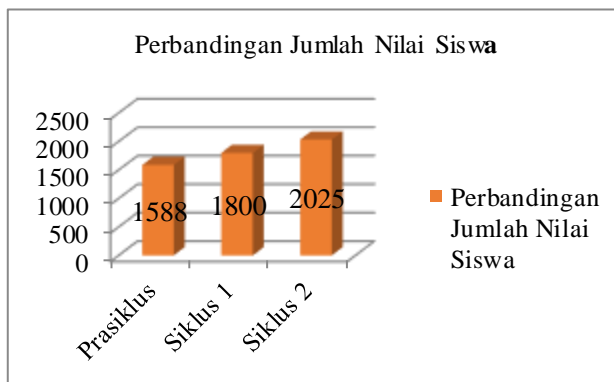 Perbandingan Jumlah Nilai Siswa
2500
2000
1500
1000
500
0
1588
1800
2025
Prasiklus
Siklus 1
Siklus 2
Perbandingan
Jumlah Nilai
Siswa